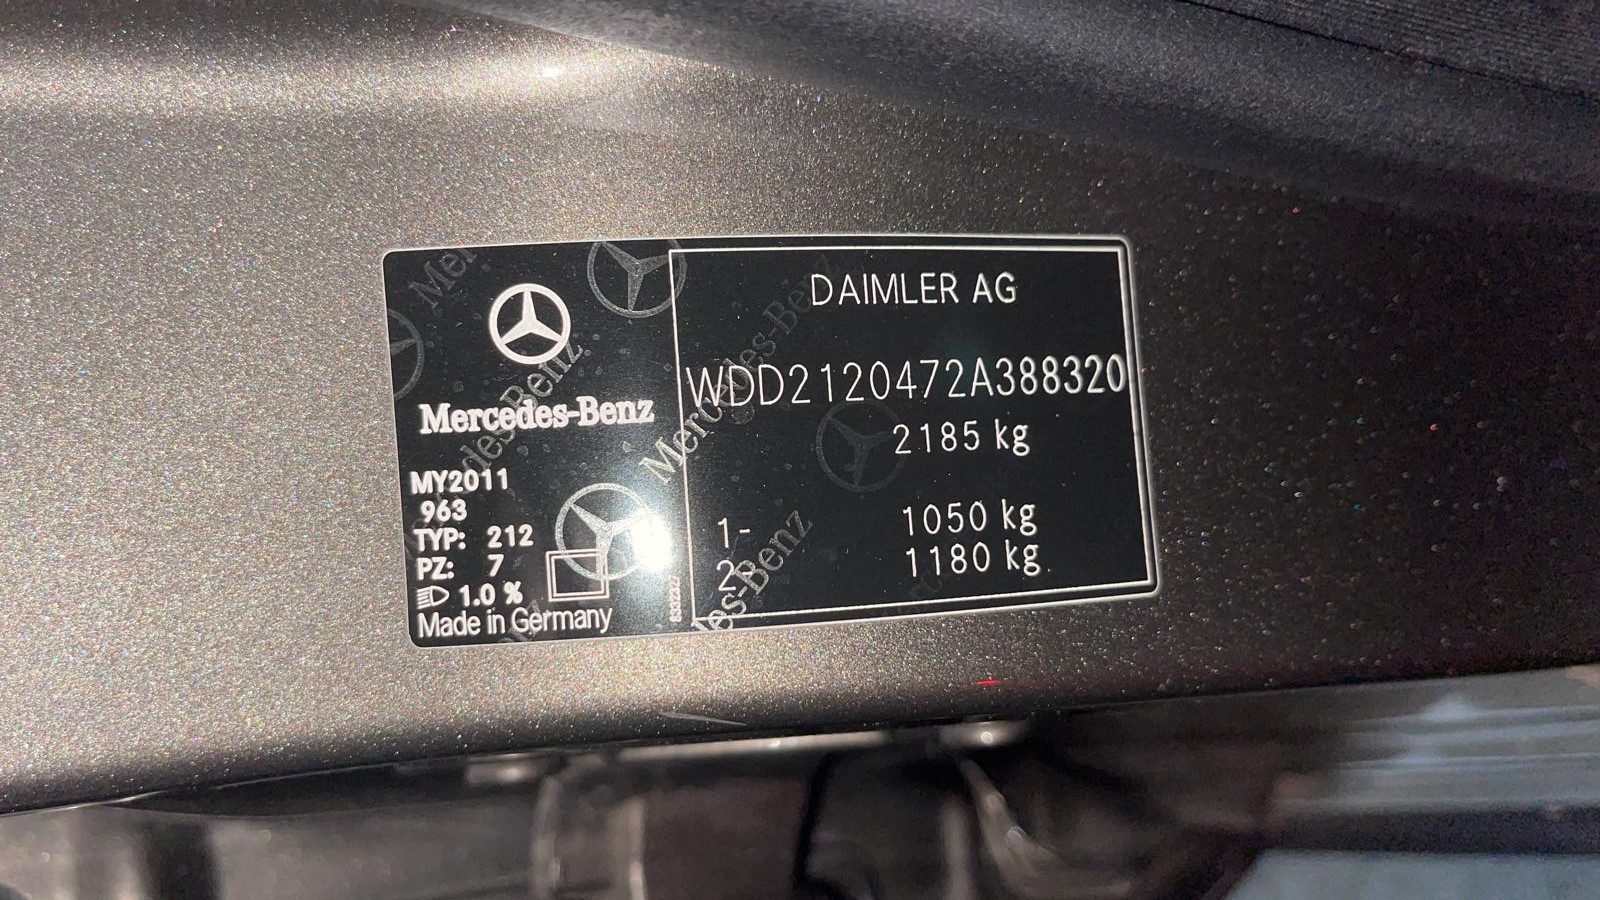 Mercedes-Benz
MY2011
963
TYP: 212
PZ: 7
1.0 %
Made in Germany
DAIMLER AG
WDD2120472A388320
2185 kg
1- 1050 kg
2- 1180 kg